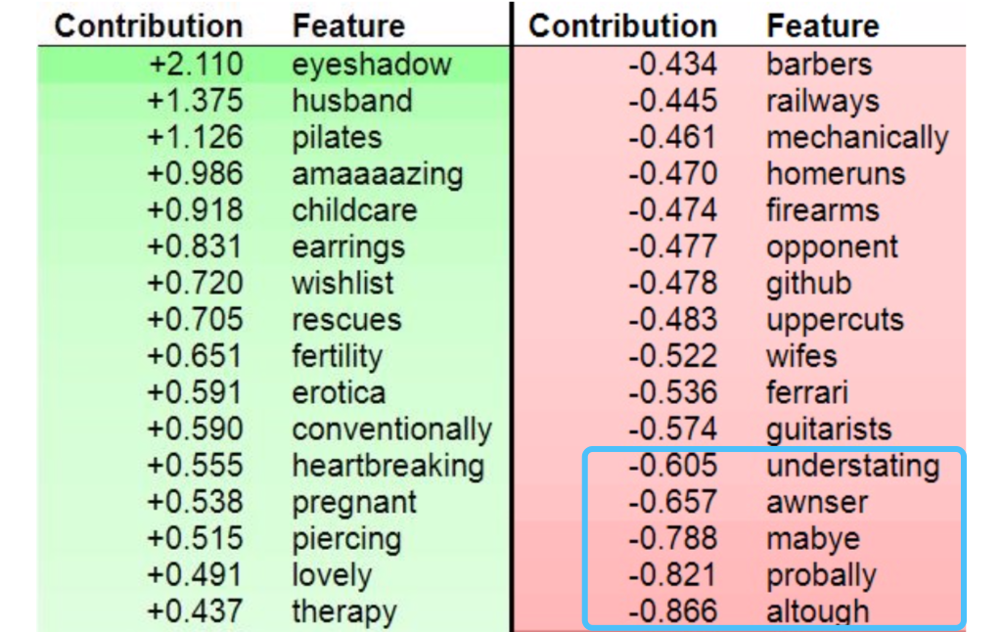 Contribution Feature Contribution Feature
+2.110 eyeshadow -0.434 barbers
+1.375 husband -0.445 railways
+1.126 pilates -0.461 mechanically
+0.986 amaaaazing -0.470 homeruns
+0.918 childcare -0.474 firearms
+0.831 earrings -0.477 opponent
+0.720 wishlist -0.478 github
+0.705 rescues -0.483 uppercuts
+0.651 fertility -0.522 wifes
+0.591 erotica -0.536 ferrari
+0.590 conventionally -0.574 guitarists
+0.555 heartbreaking -0.605 understating
+0.538 pregnant -0.657 awnser
+0.515 piercing -0.788 mabye
+0.491 lovely -0.821 probally
+0.437 therapy -0.866 altough